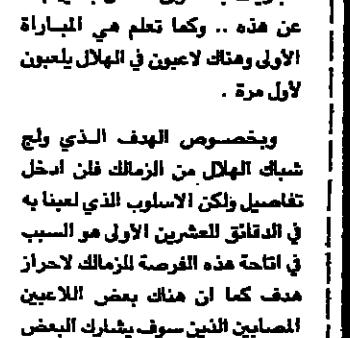 عن هذه .. وكما تعلم هي المباراة
الأولى وهناك لاعبون في الهلال يلعبون
لأول مرة .
وبخصوص الهدف الذي ولج
شباك الهلال من الزمالك فلن ادخل
تفاصيل ولكن الاسلوب الذي لعبنا به
في الدقائق العشرين الأولى هو السبب
في اتاحة هذه الفرصة للزمالك لاحراز
هدف كما ان هناك بعض اللاعبين
المصابين الذين سوف يشارك البعض